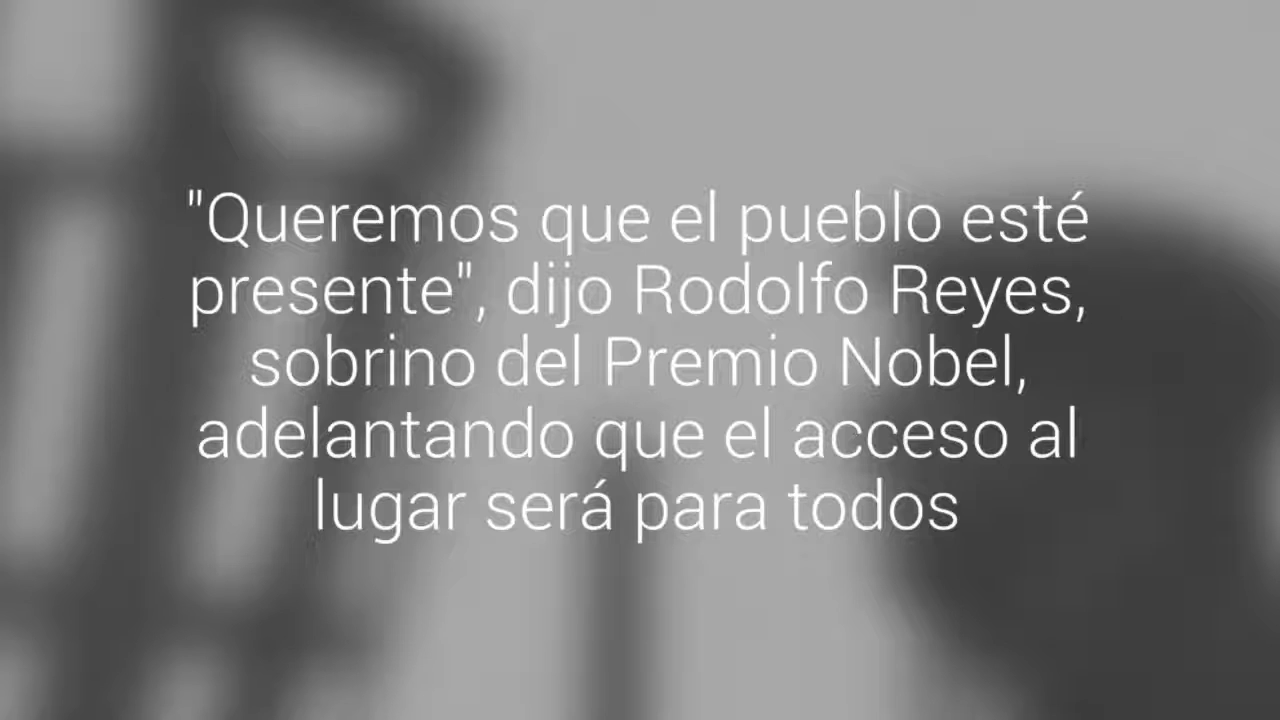 "Queremos que el pueblo esté
presente", dijo Rodolfo Reyes,
sobrino del Premio Nobel,
adelantando que el acceso al
lugar será para todos